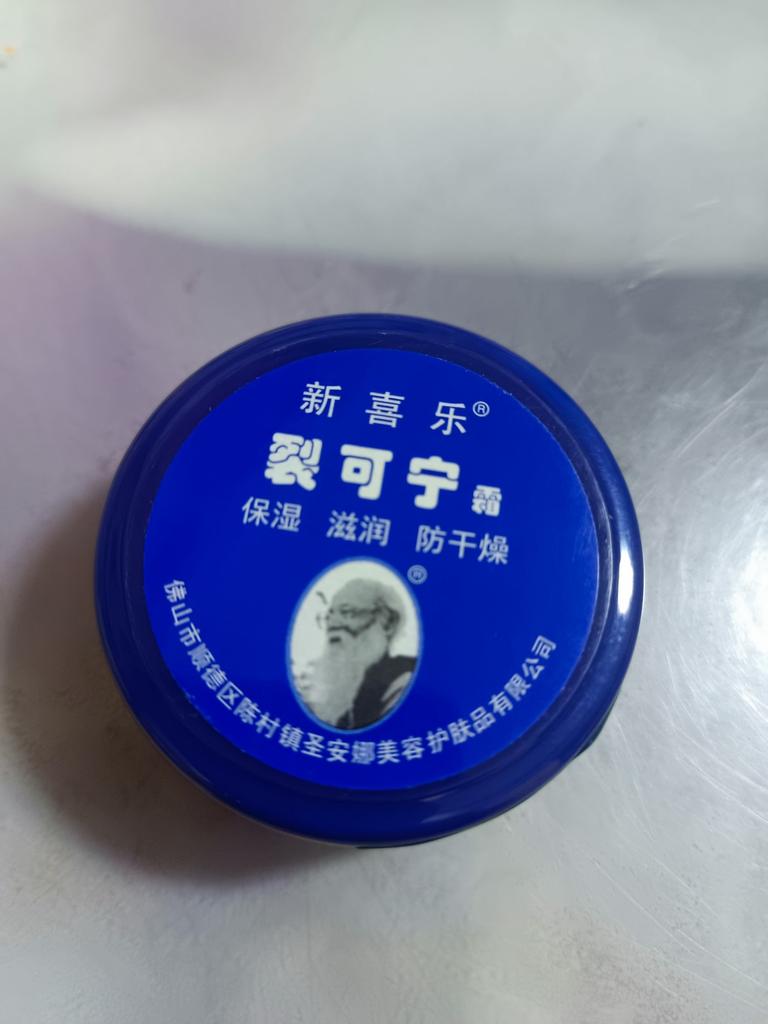 新喜乐®
裂可宁霜
保湿 滋润 防干燥
®
佛山市顺德区陈村镇圣安娜美容护肤品有限公司